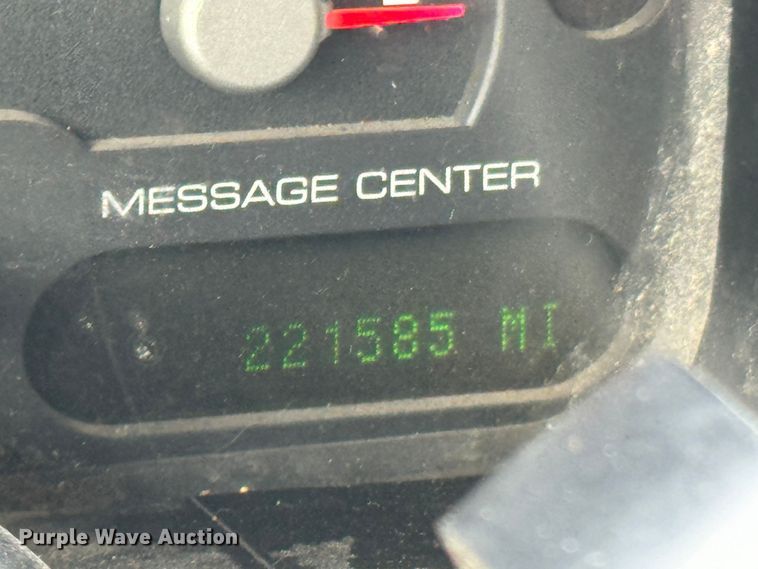 MESSAGE CENTER
221585 MI
Purple Wave Auction®